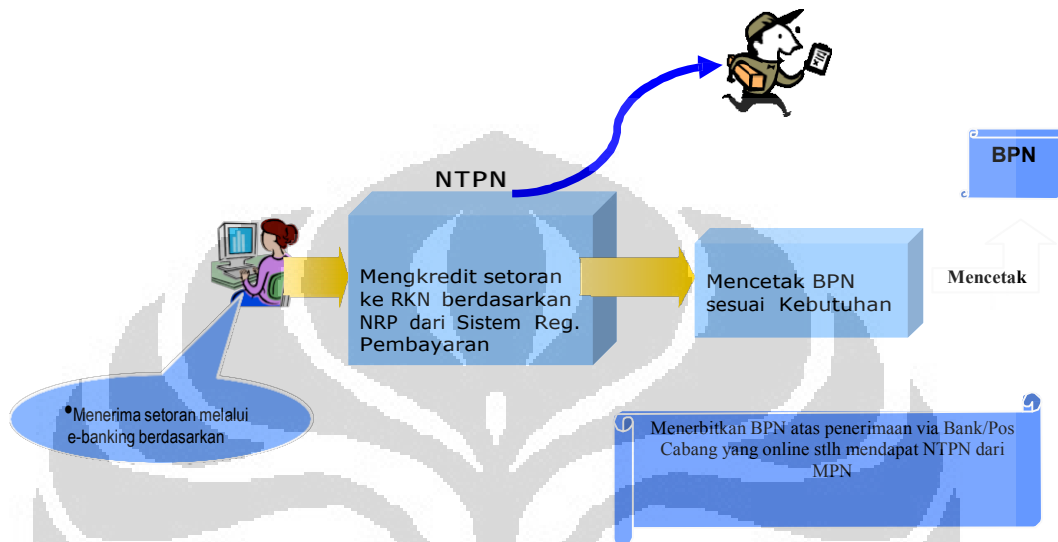 BPN
NTPN
Mengkredit setoran
ke RKN berdasarkan
NRP dari Sistem Reg.
Pembayaran
Mencetak BPN
sesuai Kebutuhan
Mencetak
•Menerima setoran melalui
e-banking berdasarkan
Menerbitkan BPN atas penerimaan via Bank/Pos
Cabang yang online stlh mendapat NTPN dari
MPN